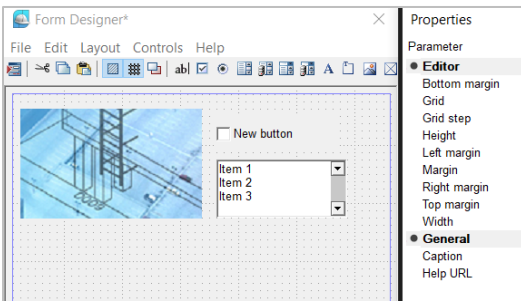 Form Designer*
File Edit Layout Controls Help
abl
A
New button
Item 1
Item 2
Item 3
Properties
Parameter
Editor
Bottom margin
Grid
Grid step
Height
Left margin
Margin
Right margin
Top margin
Width
General
Caption
Help URL